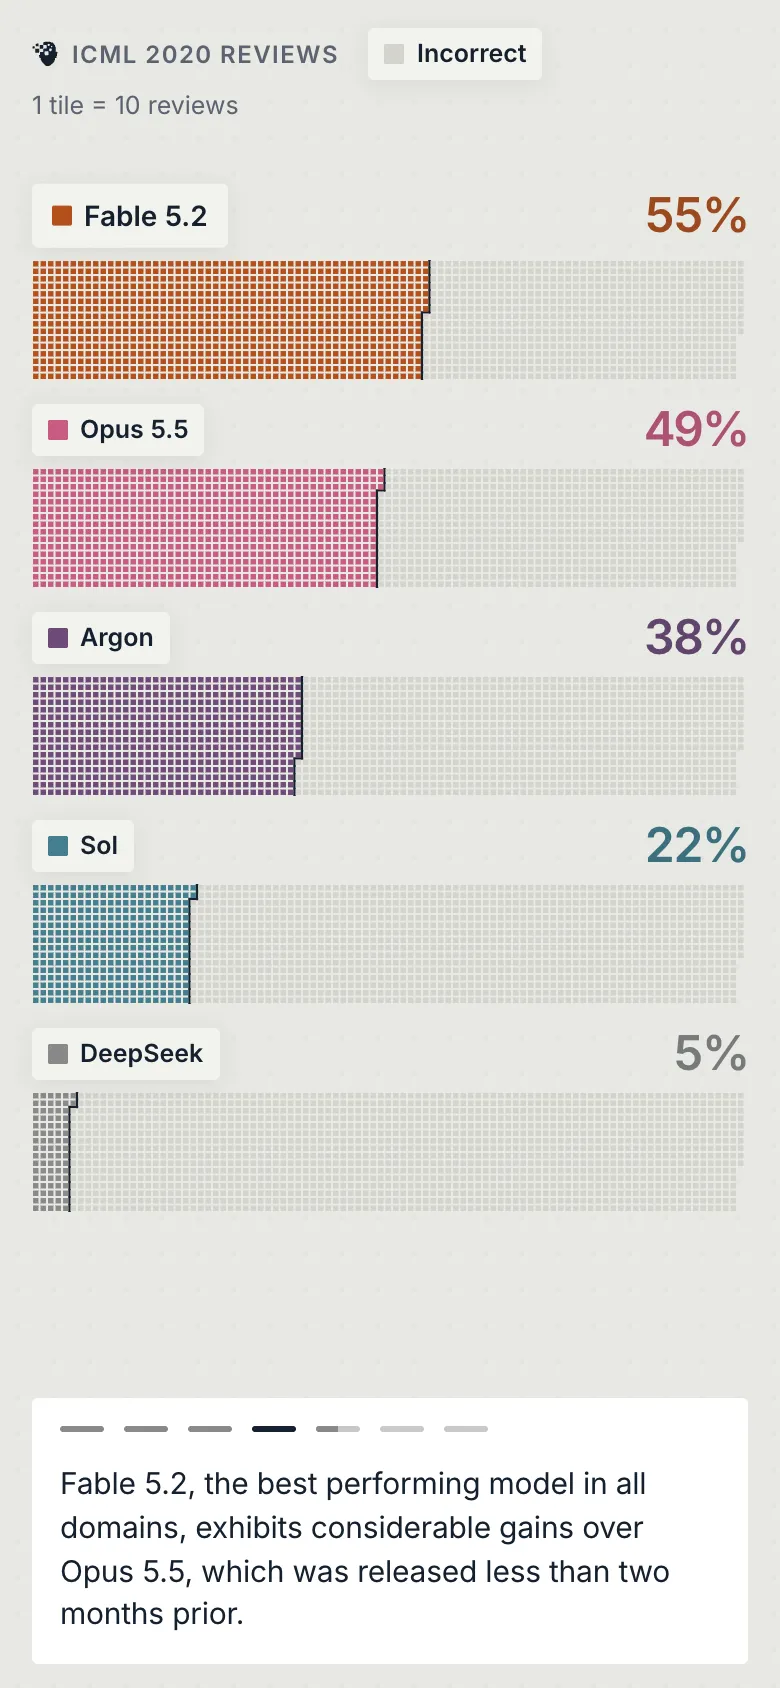 ICML 2020 REVIEWS
Incorrect
1 tile = 10 reviews
Fable 5.2
55%
Opus 5.5
49%
Argon
38%
Sol
22%
DeepSeek
5%
Fable 5.2, the best performing model in all
domains, exhibits considerable gains over
Opus 5.5, which was released less than two
months prior.